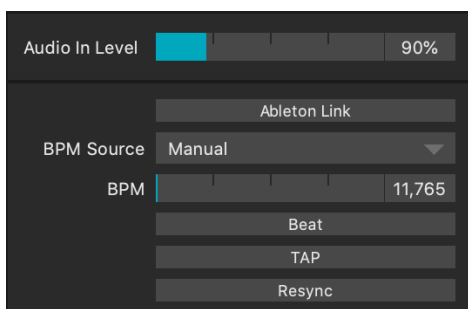 Audio In Level 90%
Ableton Link
BPM Source Manual
BPM 11,765
Beat
TAP
Resync